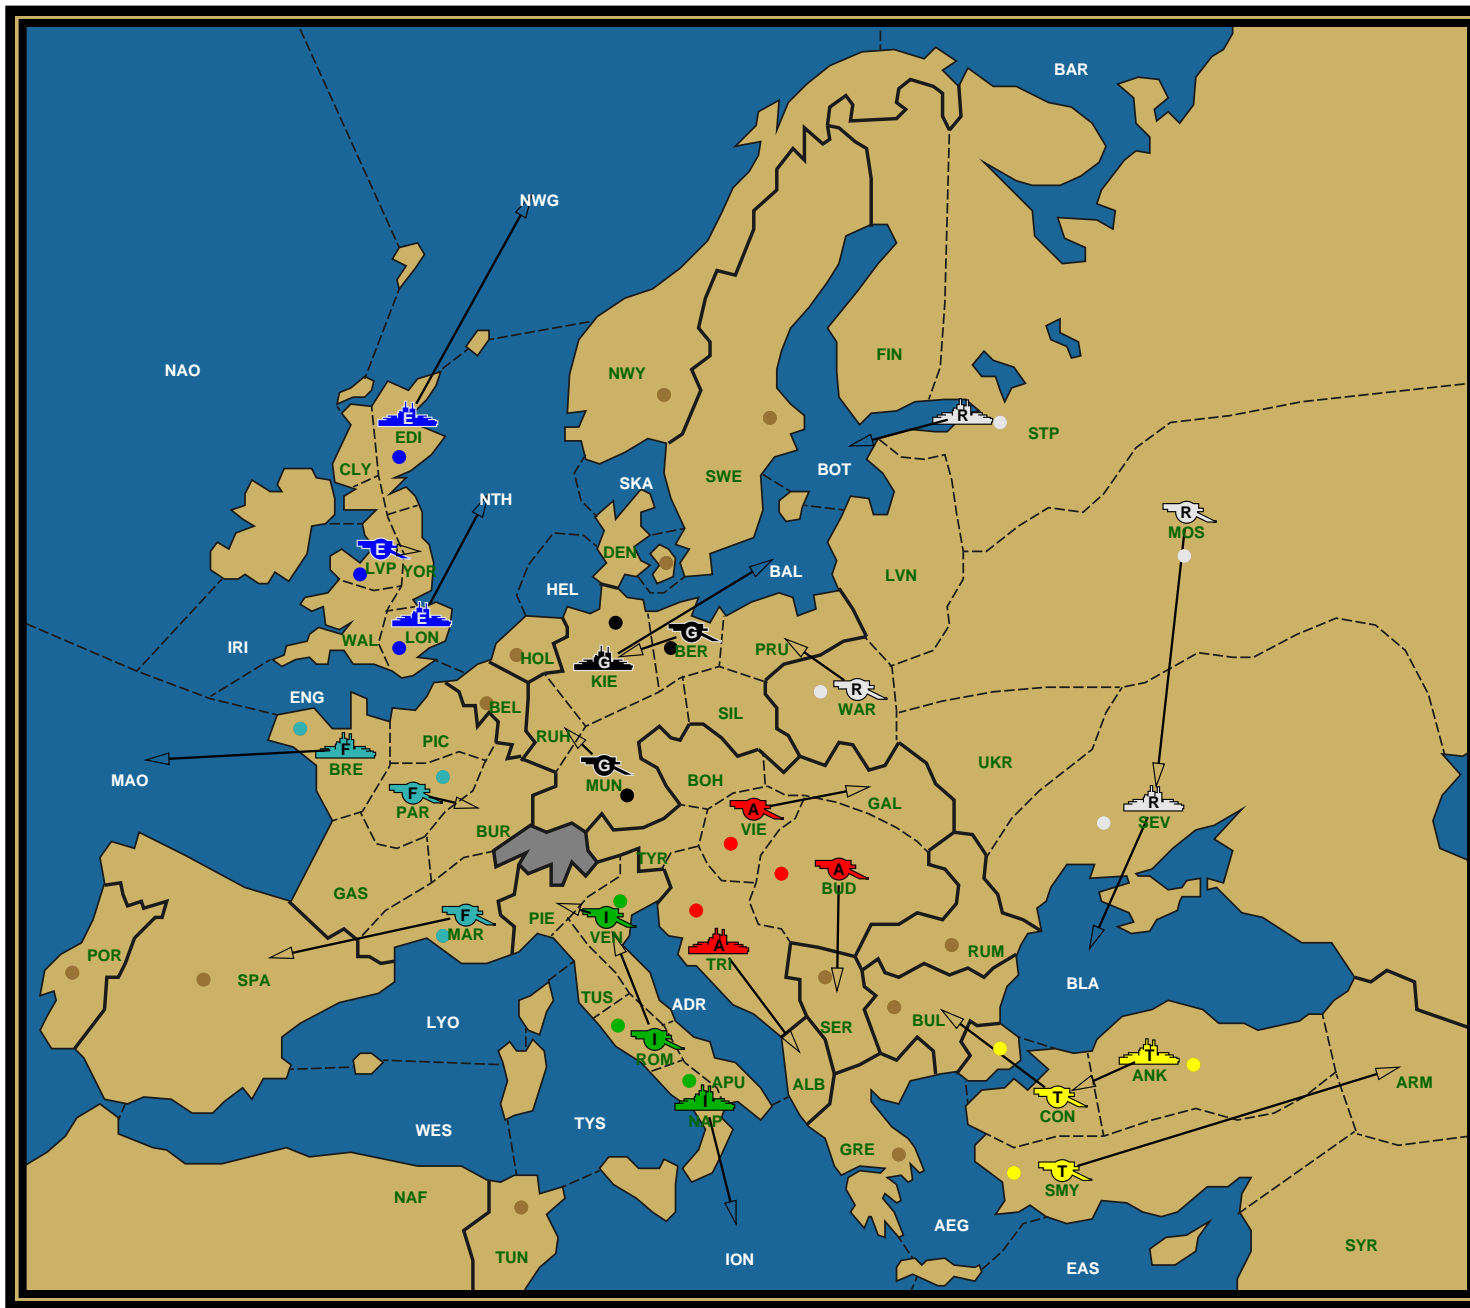 BAR
NWG
NAO
FIN
NWY
E
R
EDI
STP
CLY
SKA
BOT
SWE
NTH
R
MOS
E
LVP
YOR
DEN
BAL
LVN
HEL
E
LON
WAL
IRI
G
BER
PRU
HOL
G
KIE
ENG
R
WAR
BEL
SIL
RUH
PIC
F
BRE
MAO
G
MUN
BOH
UKR
F
PAR
A
VIE
GAL
R
SEV
BUR
TYR
A
BUD
GAS
PIE
F
MAR
I
VEN
A
TRI
POR
SPA
RUM
BLA
TUS
ADR
LYO
SER
BUL
I
ROM
T
ANK
APU
ALB
ARM
I
NAP
T
CON
WES
TYS
GRE
T
SMY
NAF
AEG
TUN
ION
SYR
EAS